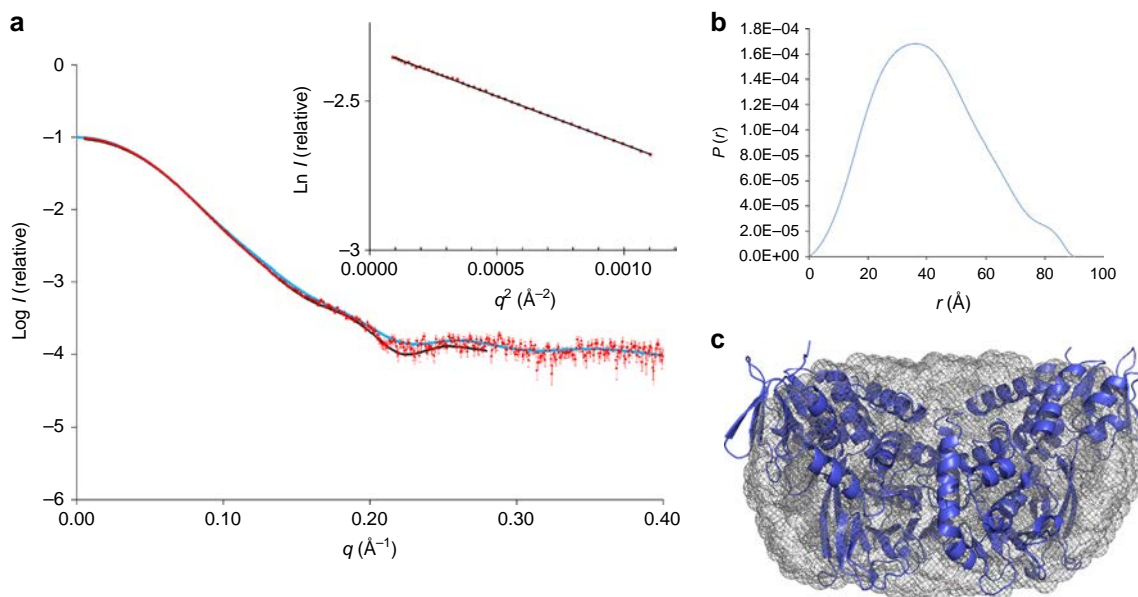 a
0
−1
−2
−3
−4
−5
−6
Log I (relative)
0.00
0.10
0.20
0.30
0.40
q (Å−1)
−2.5
−3
Ln I (relative)
0.0000
0.0005
0.0010
q2 (Å−2)
b
1.8E−04
1.6E−04
1.4E−04
1.2E−04
1.0E−04
8.0E−05
6.0E−05
4.0E−05
2.0E−05
0.0E+00
P (r)
0
20
40
60
80
100
r (Å)
c